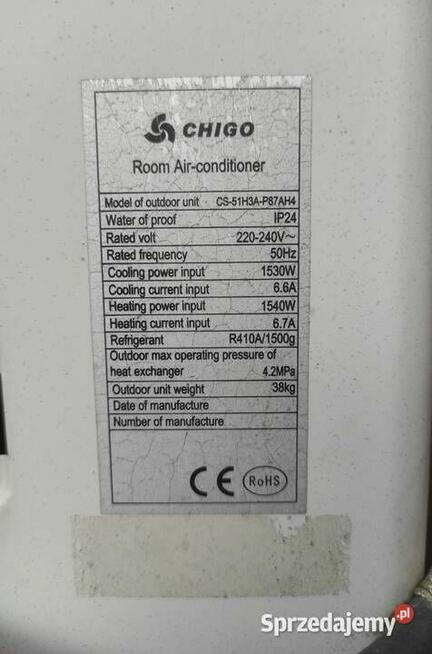 CHIGO
Room Air-conditioner
Model of outdoor unit CS-51H3A-P87AH4
Water of proof IP24
Rated volt 220-240V~
Rated frequency 50Hz
Cooling power input 1530W
Cooling current input 6.6A
Heating power input 1540W
Heating current input 6.7A
Refrigerant R410A/1500g
Outdoor max operating pressure of
heat exchanger 4.2MPa
Outdoor unit weight 38kg
Date of manufacture
Number of manufacture
CE RoHS
Sprzedajemy.pl